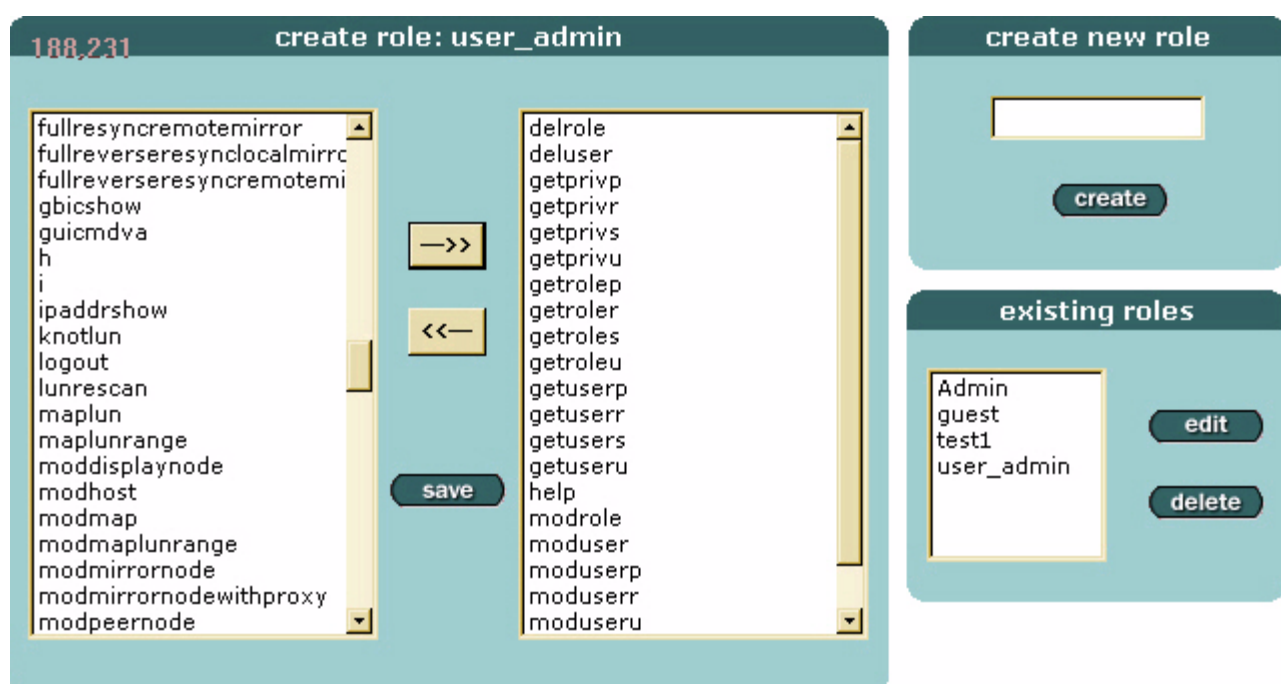 188,231
create role: user_admin
fullresyncremotemirror
fullreverseresynclocalmirrc
fullreverseresyncremotemi
gbicshow
guicmdva
h
i
ipaddrshow
knotlun
logout
lunrescan
maplun
maplunrange
moddisplaynode
modhost
modmap
modmaplunrange
modmirrornode
modmirrornodewithproxy
modpeernode
—>>
<<—
save
delrole
deluser
getprivp
getprivr
getprivs
getprivu
getrolep
getroler
getroles
getroleu
getuserp
getuserr
getusers
getuseru
help
modrole
moduser
moduserp
moduserr
moduseru
create new role
create
existing roles
Admin
guest
test1
user_admin
edit
delete